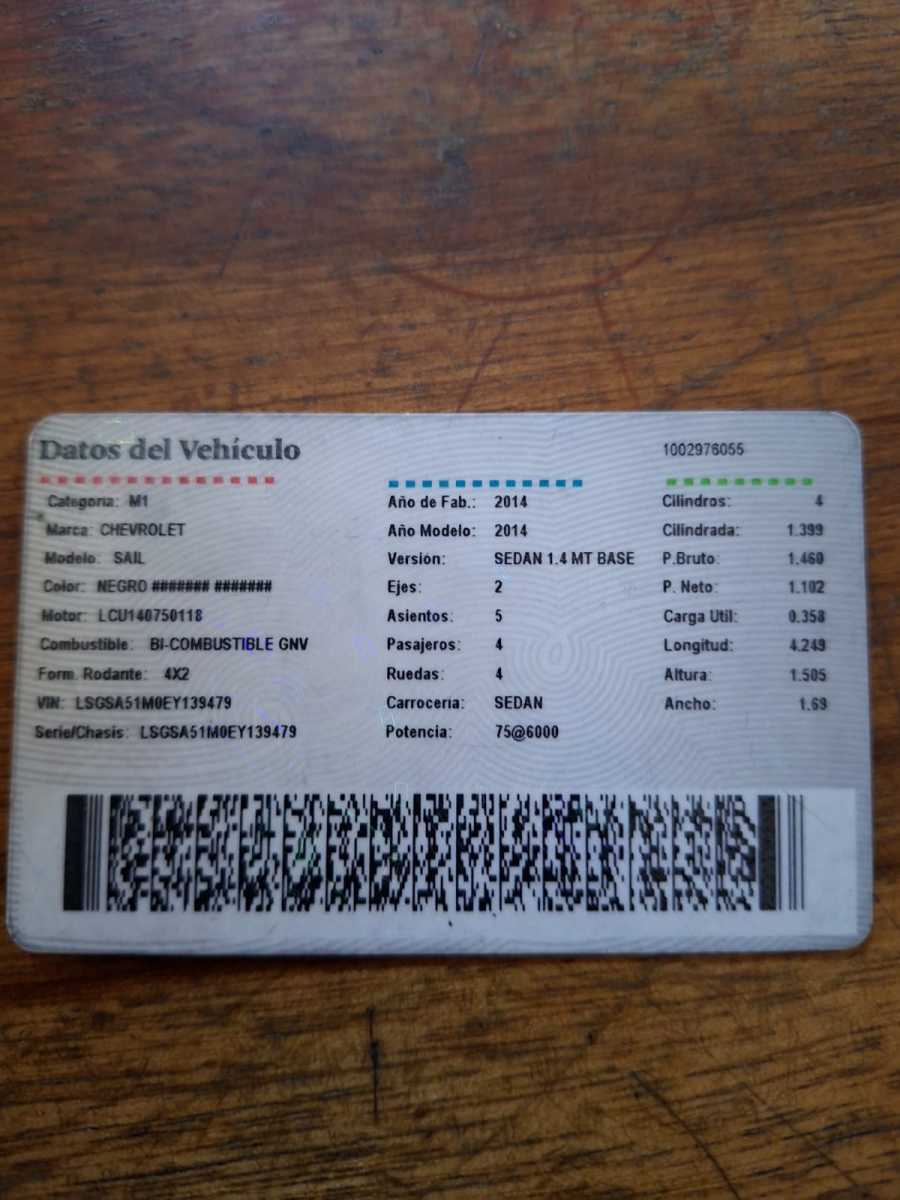 Datos del Vehículo
1002976055
Categoría: M1
Marca: CHEVROLET
Modelo: SAIL
Color: NEGRO ####### #######
Motor: LCU140750118
Combustible: BI-COMBUSTIBLE GNV
Form. Rodante: 4X2
VIN: LSGSA51M0EY139479
Serie/Chasis: LSGSA51M0EY139479
Año de Fab.: 2014
Año Modelo: 2014
Versión: SEDAN 1.4 MT BASE
Ejes: 2
Asientos: 5
Pasajeros: 4
Ruedas: 4
Carrocería: SEDAN
Potencia: 75@6000
Cilindros: 4
Cilindrada: 1.399
P.Bruto: 1.460
P. Neto: 1.102
Carga Util: 0.358
Longitud: 4.249
Altura: 1.505
Ancho: 1.69